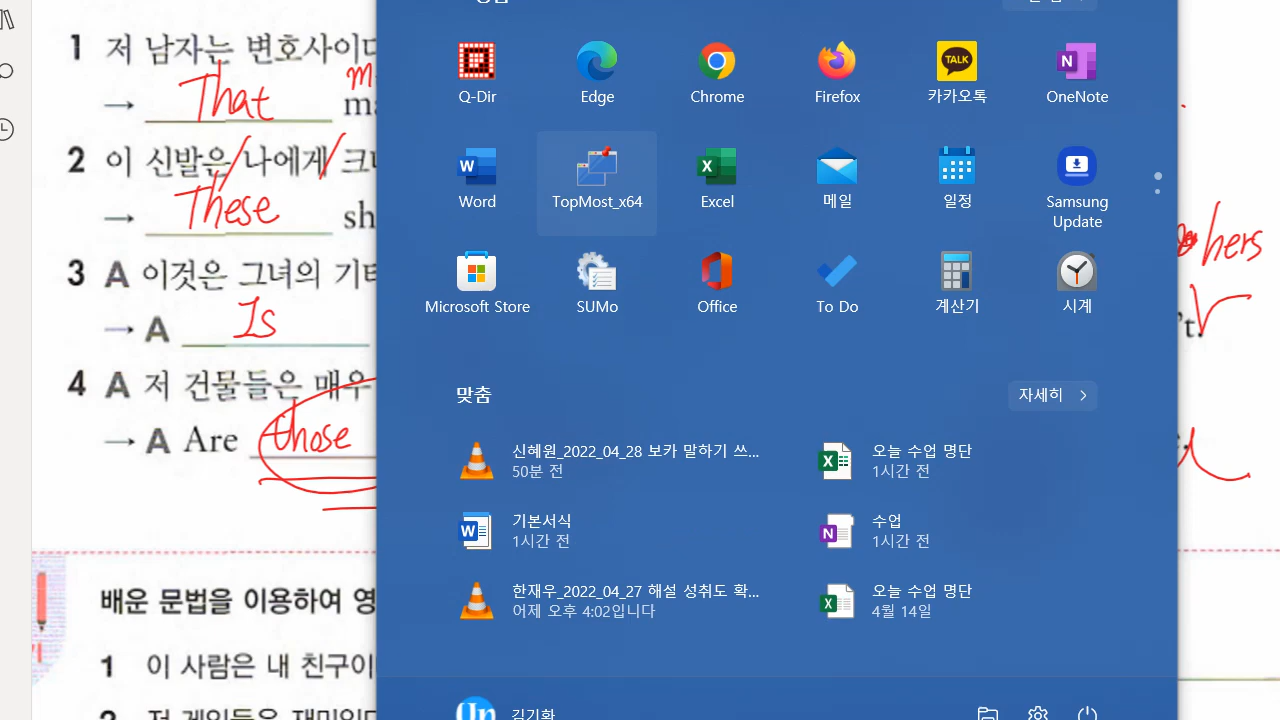 1 저 남자는 변호사이다
→ That
2 이 신발은/나에게/크
→ These sh
3 A 이것은 그녀의 기타
→ A Is
't.
hers
4 A 저 건물들은 매우
→ A Are those
배운 문법을 이용하여 영
1 이 사람은 내 친구이
Q-Dir Edge Chrome Firefox 카카오톡 OneNote
Word TopMost_x64 Excel 메일 일정 Samsung Update
Microsoft Store SUMo Office To Do 계산기 시계
맞춤 자세히
신혜원_2022_04_28 보카 말하기 쓰... 오늘 수업 명단
50분 전 1시간 전
기본서식 수업
1시간 전 1시간 전
한재우_2022_04_27 해설 성취도 확... 오늘 수업 명단
어제 오후 4:02입니다 4월 14일
김기환